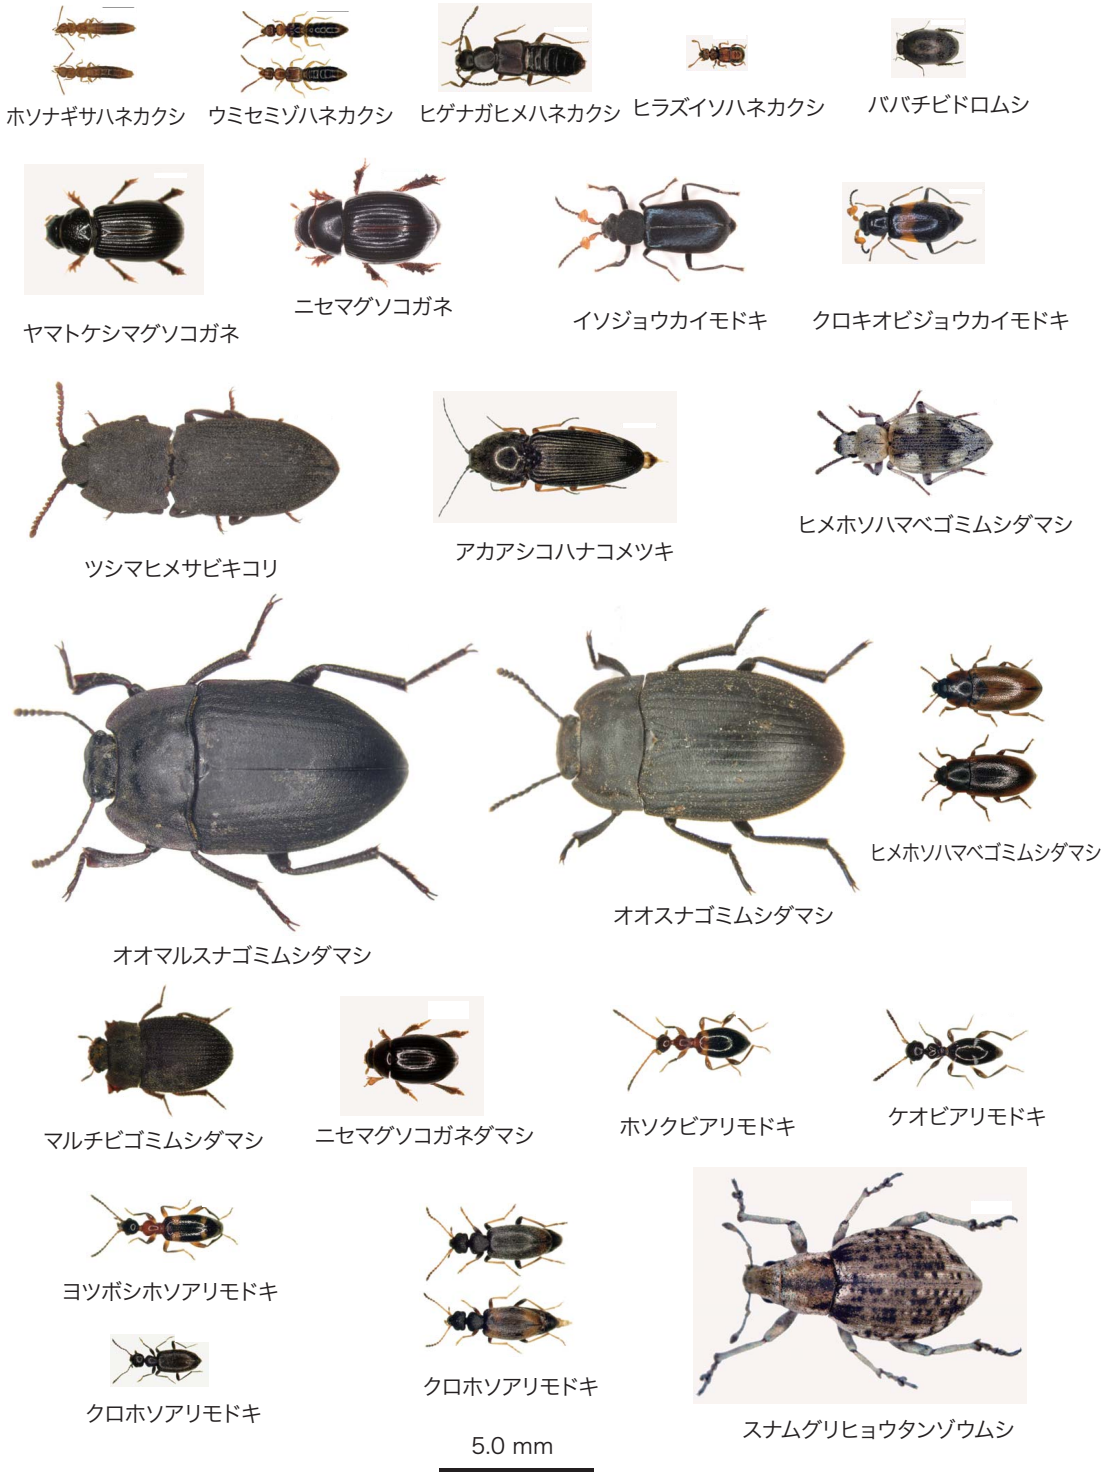 ホソナギサハネカクシ
ウミセミゾハネカクシ
ヒゲナガヒメハネカクシ
ヒラズイソハネカクシ
ババチビドロムシ
ヤマトケシマグソコガネ
ニセマグソコガネ
イソジョウカイモドキ
クロキオビジョウカイモドキ
ツシマヒメサビキコリ
アカアシコハナコメツキ
ヒメホソハマベゴミムシダマシ
オオマルスナゴミムシダマシ
オオスナゴミムシダマシ
ヒメホソハマベゴミムシダマシ
マルチビゴミムシダマシ
ニセマグソコガネダマシ
ホソクビアリモドキ
ケオビアリモドキ
ヨツボシホソアリモドキ
クロホソアリモドキ
クロホソアリモドキ
スナムグリヒョウタンゾウムシ
5.0 mm